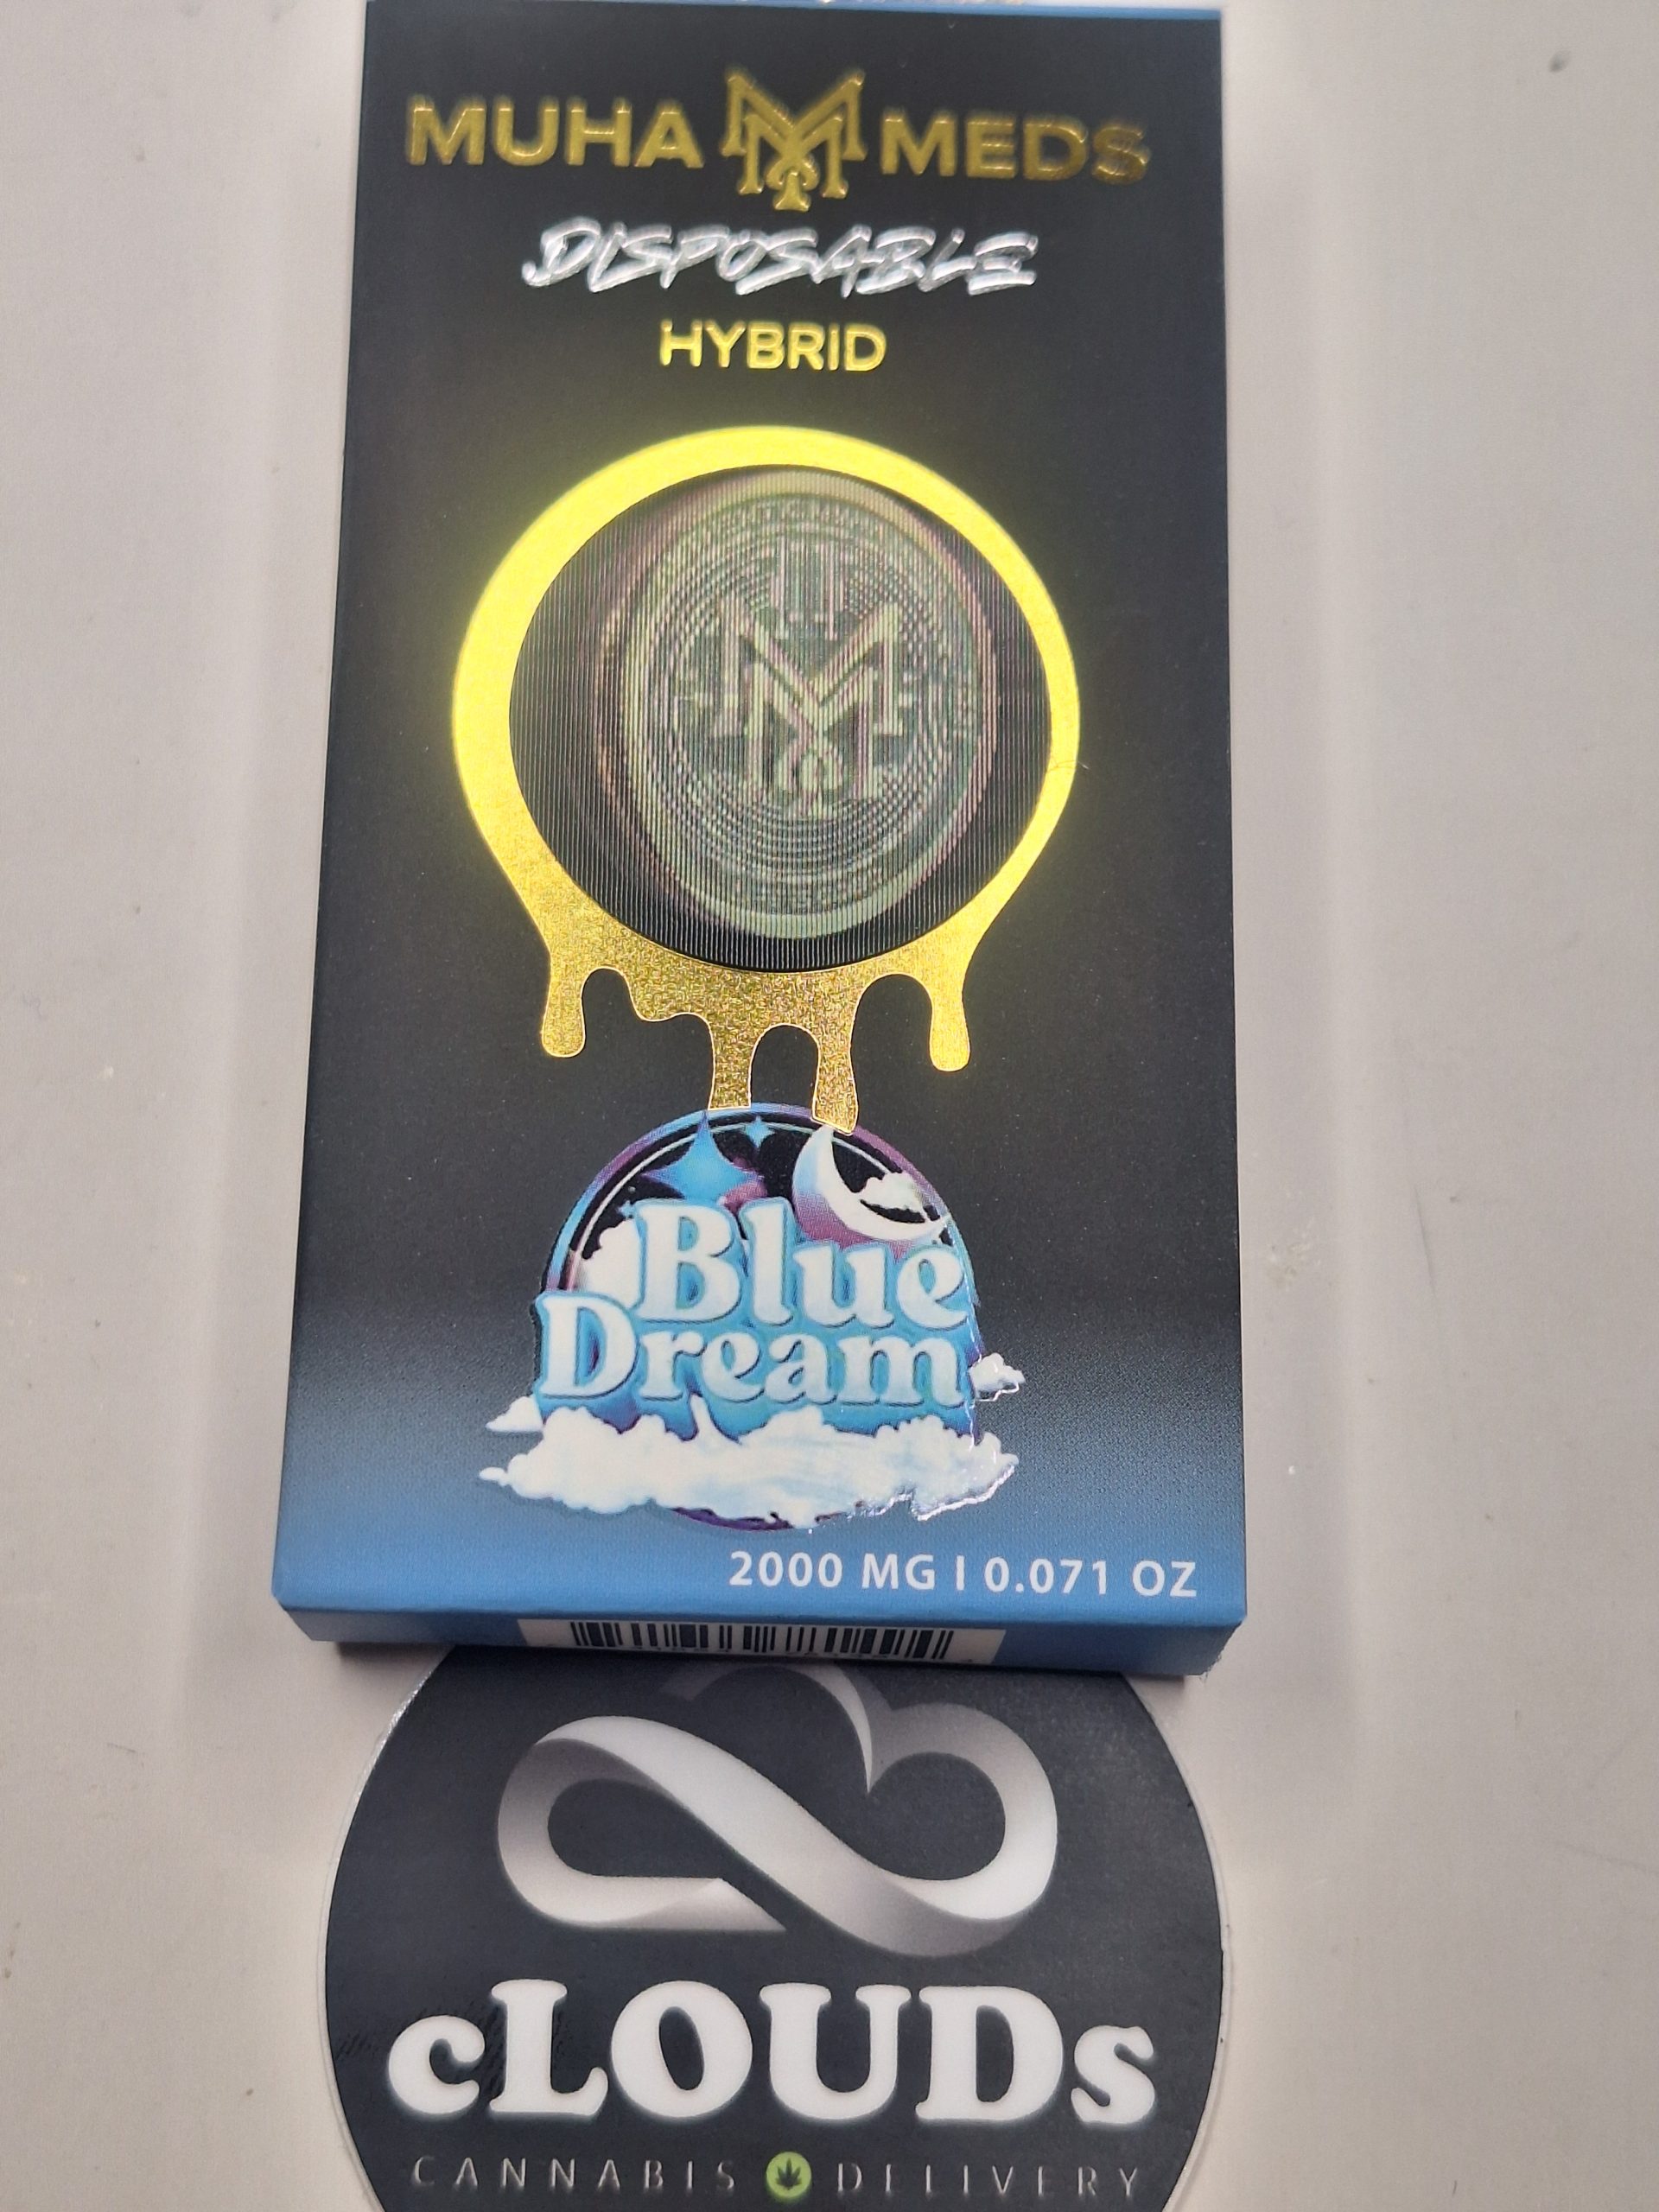 MUHA MEDS
DISPOSABLE
HYBRID
Blue
Dream
2000 MG | 0.071 OZ
cLOUDs
CANNABIS DELIVERY